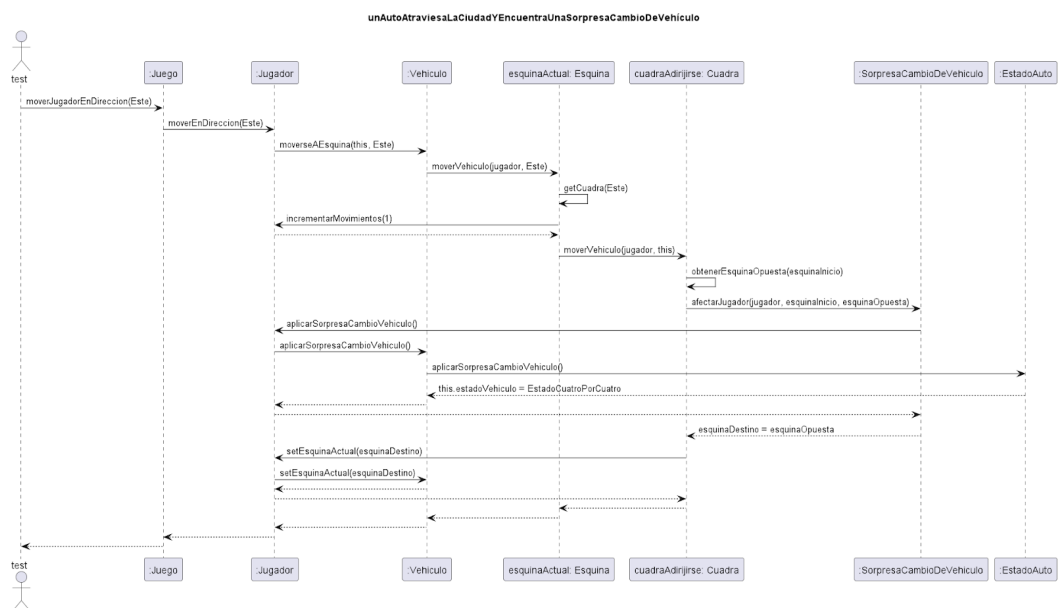 unAutoAtraviesaLaCiudadYEncuentraUnaSorpresaCambioDeVehículo
test
:Juego
:Jugador
:Vehiculo
esquinaActual: Esquina
cuadraAdirijirse: Cuadra
:SorpresaCambioDeVehiculo
:EstadoAuto
moverJugadorEnDireccion(Este)
moverEnDireccion(Este)
moverseAEsquina(this, Este)
moverVehiculo(jugador, Este)
getCuadra(Este)
incrementarMovimientos(1)
moverVehiculo(jugador, this)
obtenerEsquinaOpuesta(esquinaInicio)
afectarJugador(jugador, esquinaInicio, esquinaOpuesta)
aplicarSorpresaCambioVehiculo()
aplicarSorpresaCambioVehiculo()
aplicarSorpresaCambioVehiculo()
this.estadoVehiculo = EstadoCuatroPorCuatro
esquinaDestino = esquinaOpuesta
setEsquinaActual(esquinaDestino)
setEsquinaActual(esquinaDestino)
test
:Juego
:Jugador
:Vehiculo
esquinaActual: Esquina
cuadraAdirijirse: Cuadra
:SorpresaCambioDeVehiculo
:EstadoAuto